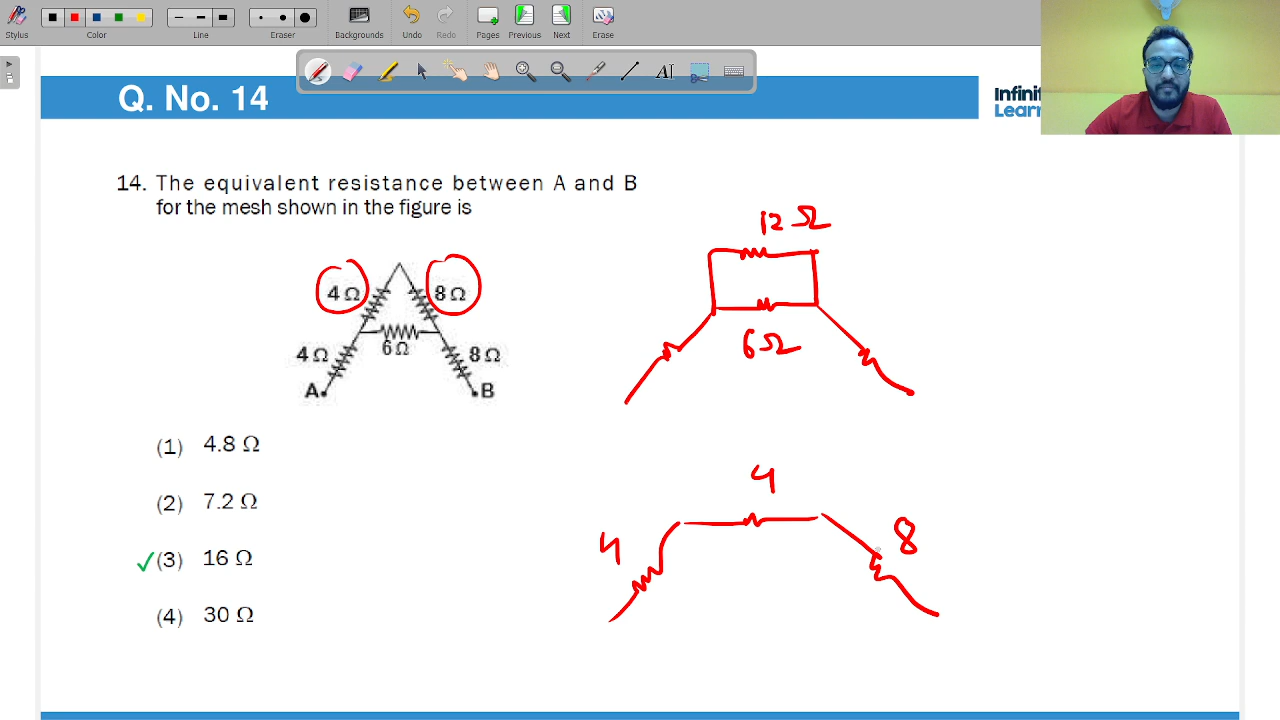 Stylus
Color
Line
Eraser
Backgrounds
Undo
Redo
Pages
Previous
Next
Erase
Q. No. 14
Infinit
Learn
14. The equivalent resistance between A and B
for the mesh shown in the figure is
4 Ω
8 Ω
6 Ω
4 Ω
8 Ω
A
B
12 Ω
6 Ω
(1) 4.8 Ω
(2) 7.2 Ω
✓(3) 16 Ω
(4) 30 Ω
4
4
8